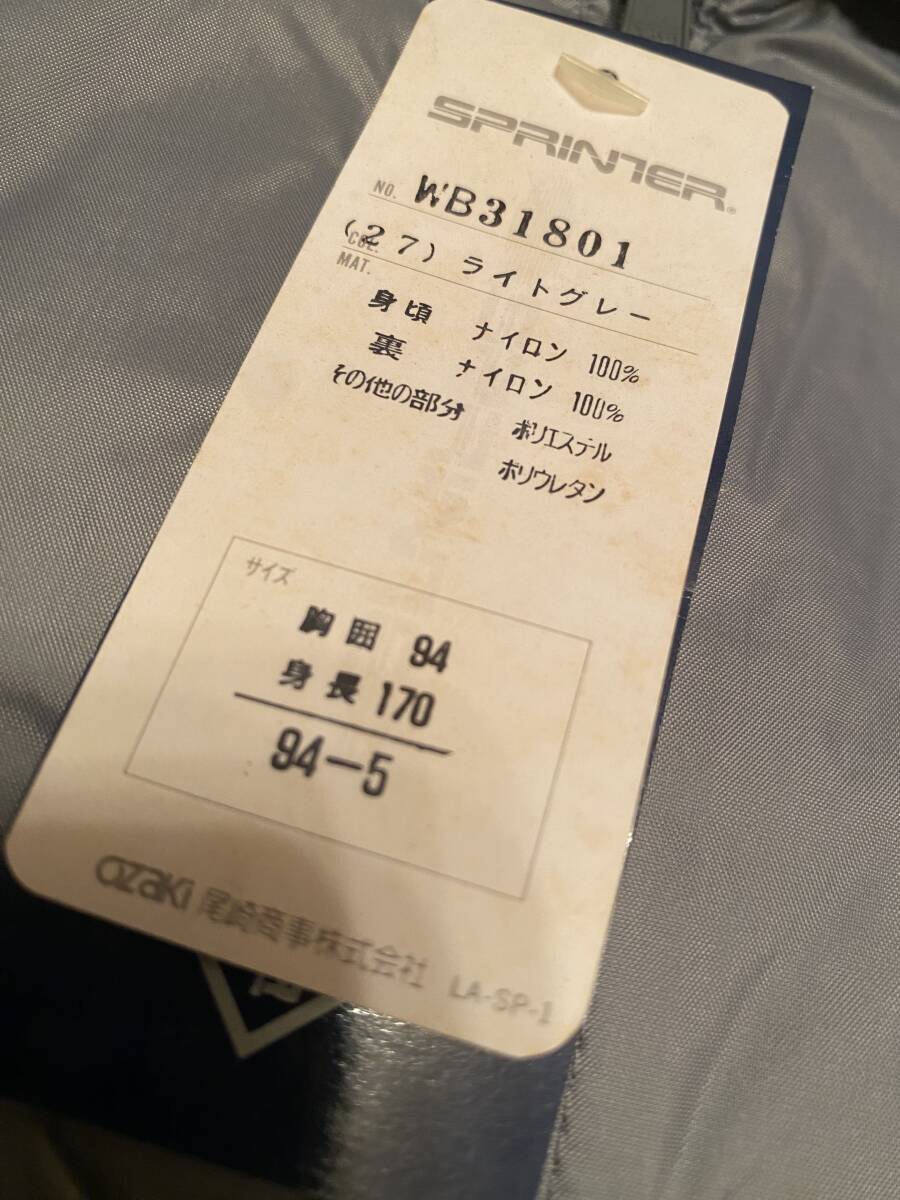 SPRINTER®
NO. WB31801
COL. (27) ライトグレー
MAT.
身頃 ナイロン 100%
裏 ナイロン 100%
その他の部分 ポリエステル
ポリウレタン
サイズ
胸囲 94
身長 170
94-5
ozaki 尾崎商事株式会社 LA-SP-1